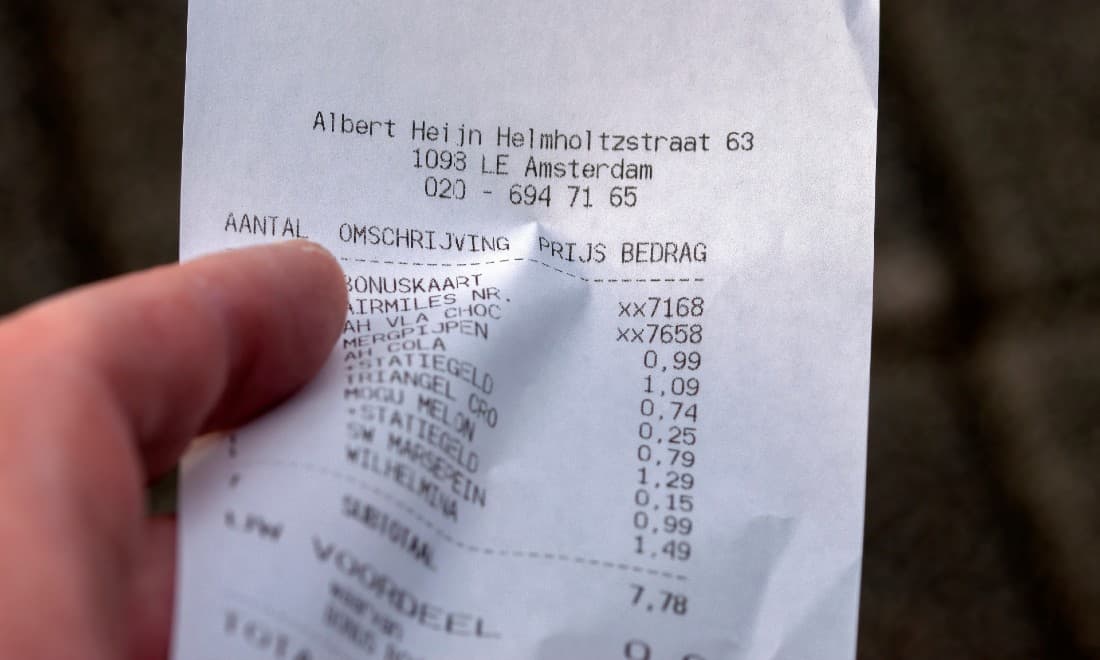 Albert Heijn Helmholtzstraat 63
1098 LE Amsterdam
020 - 694 71 65
AANTAL OMSCHRIJVING PRIJS BEDRAG
BONUSKAART xx7168
AIRMILES NR. xx7658
AH VLA CHOC 0,99
MERGPIJPEN 1,09
AH COLA 0,74
+STATIEGELD 0,25
TRIANGEL CRO 0,79
MOGU MELON 1,29
+STATIEGELD 0,15
SW MARSEPEIN 0,99
WILHELMINA 1,49
SUBTOTAAL 7,78
VOORDEEL